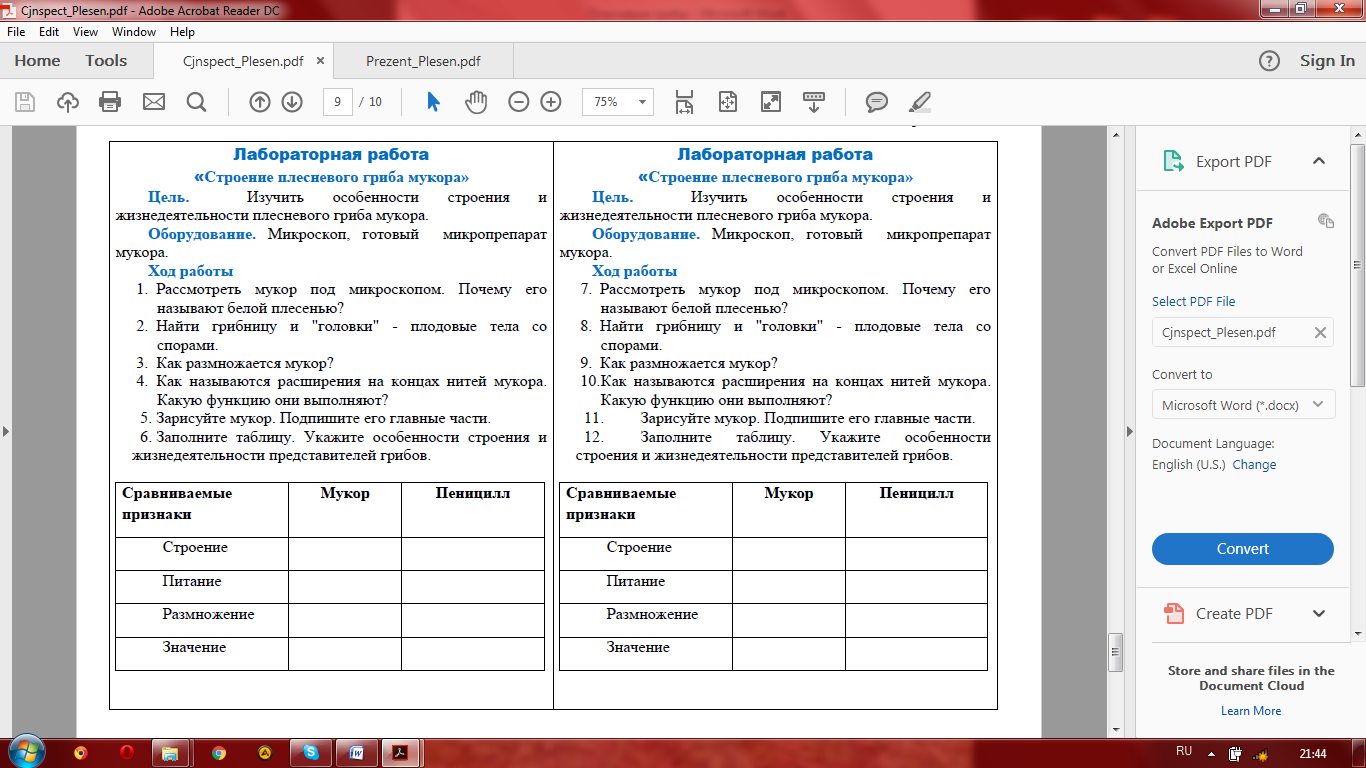 Cjnspect_Plesen.pdf - Adobe Acrobat Reader DC
File Edit View Window Help
Home Tools Cjnspect_Plesen.pdf × Prezent_Plesen.pdf Sign In
9 / 10 75%
Лабораторная работа
«Строение плесневого гриба мукора»
Цель. Изучить особенности строения и
жизнедеятельности плесневого гриба мукора.
Оборудование. Микроскоп, готовый микропрепарат
мукора.
Ход работы
1. Рассмотреть мукор под микроскопом. Почему его
называют белой плесенью?
2. Найти грибницу и "головки" - плодовые тела со
спорами.
3. Как размножается мукор?
4. Как называются расширения на концах нитей мукора.
Какую функцию они выполняют?
5. Зарисуйте мукор. Подпишите его главные части.
6. Заполните таблицу. Укажите особенности строения и
жизнедеятельности представителей грибов.
Сравниваемые Мукор Пеницилл
признаки
Строение
Питание
Размножение
Значение
Лабораторная работа
«Строение плесневого гриба мукора»
Цель. Изучить особенности строения и
жизнедеятельности плесневого гриба мукора.
Оборудование. Микроскоп, готовый микропрепарат
мукора.
Ход работы
7. Рассмотреть мукор под микроскопом. Почему его
называют белой плесенью?
8. Найти грибницу и "головки" - плодовые тела со
спорами.
9. Как размножается мукор?
10.Как называются расширения на концах нитей мукора.
Какую функцию они выполняют?
11. Зарисуйте мукор. Подпишите его главные части.
12. Заполните таблицу. Укажите особенности
строения и жизнедеятельности представителей грибов.
Сравниваемые Мукор Пеницилл
признаки
Строение
Питание
Размножение
Значение
Export PDF
Adobe Export PDF
Convert PDF Files to Word
or Excel Online
Select PDF File
Cjnspect_Plesen.pdf
Convert to
Microsoft Word (*.docx)
Document Language:
English (U.S.) Change
Convert
Create PDF
Store and share files in the
Document Cloud
Learn More
RU 21:44